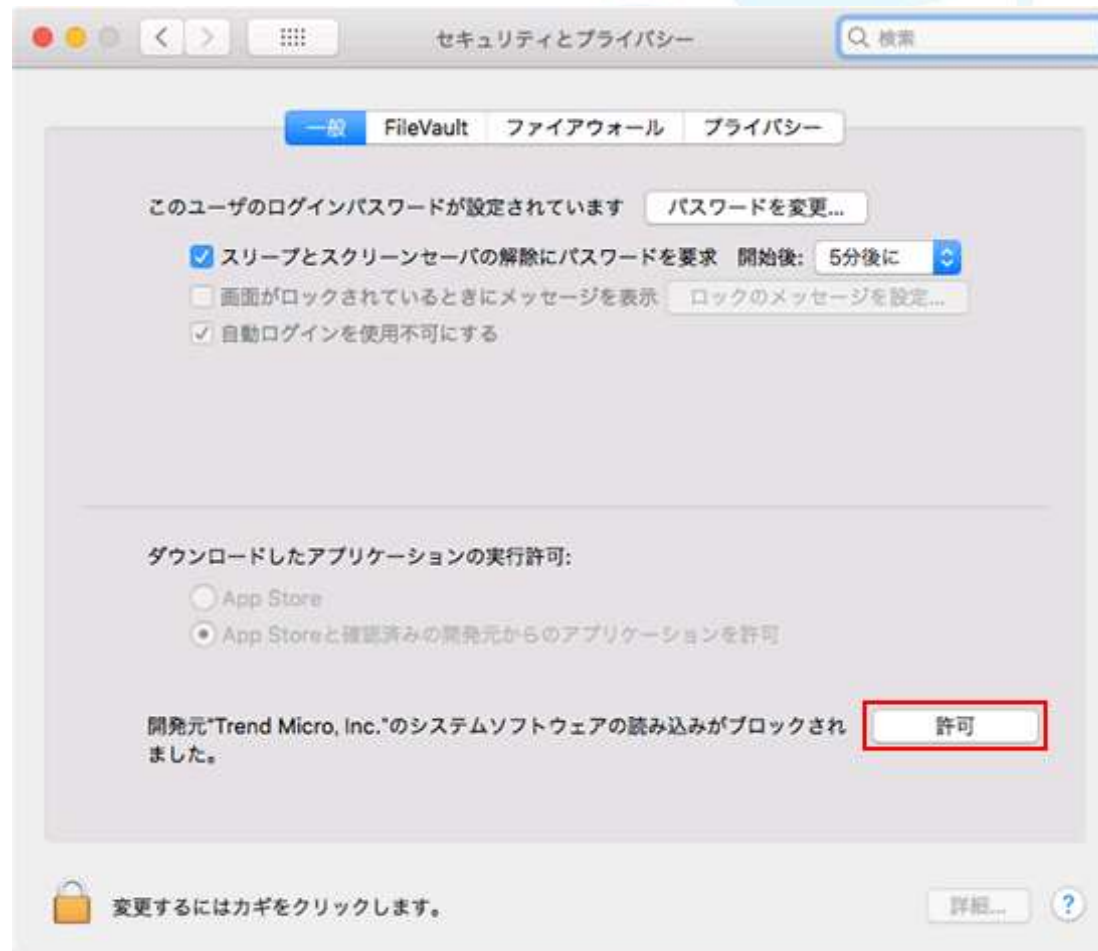 セキュリティとプライバシー
検索
一般 FileVault ファイアウォール プライバシー
このユーザのログインパスワードが設定されています パスワードを変更...
スリープとスクリーンセーバの解除にパスワードを要求 開始後: 5分後に
画面がロックされているときにメッセージを表示 ロックのメッセージを設定...
自動ログインを使用不可にする
ダウンロードしたアプリケーションの実行許可:
App Store
App Storeと確認済みの開発元からのアプリケーションを許可
開発元"Trend Micro, Inc."のシステムソフトウェアの読み込みがブロックされ 許可
ました。
変更するにはカギをクリックします。 詳細... ?